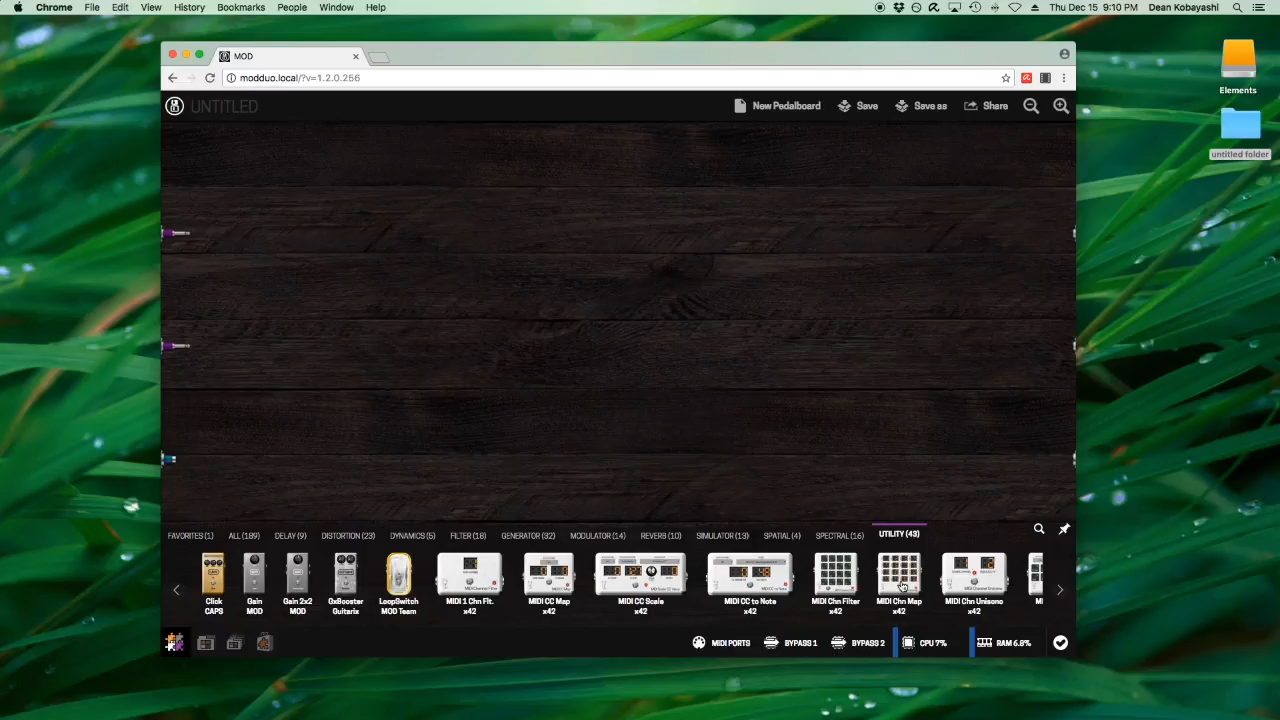 Chrome File Edit View History Bookmarks People Window Help Thu Dec 15 9:10 PM Dean Kobayashi
MOD
modduo.local/?v=1.2.0.256
UNTITLED New Pedalboard Save Save as Share
Elements
untitled folder
FAVORITES (1) ALL (189) DELAY (9) DISTORTION (23) DYNAMICS (5) FILTER (18) GENERATOR (32) MODULATOR (14) REVERB (10) SIMULATOR (13) SPATIAL (4) SPECTRAL (16) UTILITY (43)
Click Gain Gain 2x2 GxBooster LoopSwitch MIDI 1 Chn Flt. MIDI CC Map MIDI CC Scale MIDI CC to Note MIDI Chn Filter MIDI Chn Map MIDI Chn Unisono
CAPS MOD MOD Guitarix MOD Team x42 x42 x42 x42 x42 x42 x42
MIDI PORTS BYPASS 1 BYPASS 2 CPU 7% RAM 6.8%